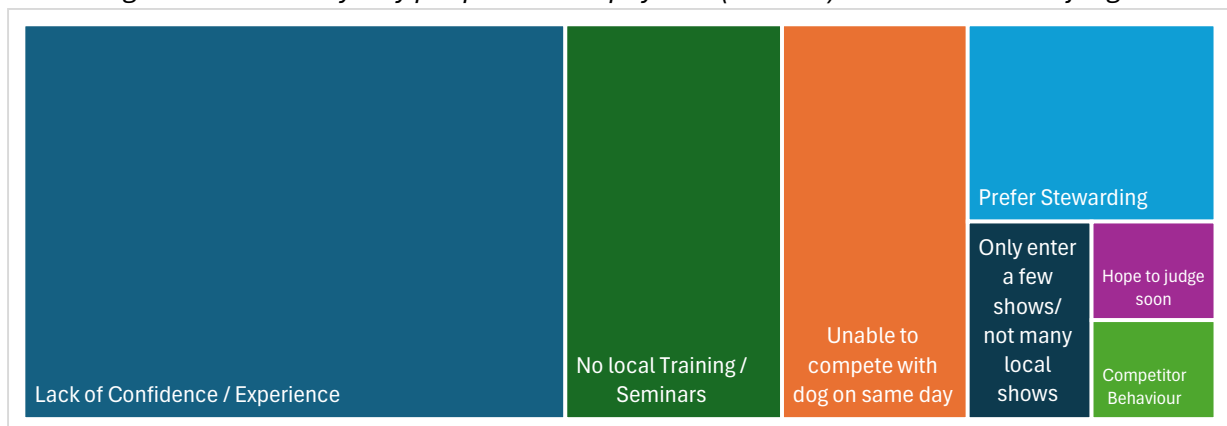 Lack of Confidence / Experience
No local Training /
Seminars
Unable to
compete with
dog on same day
Prefer Stewarding
Only enter
a few
shows/
not many
local
shows
Hope to judge
soon
Competitor
Behaviour